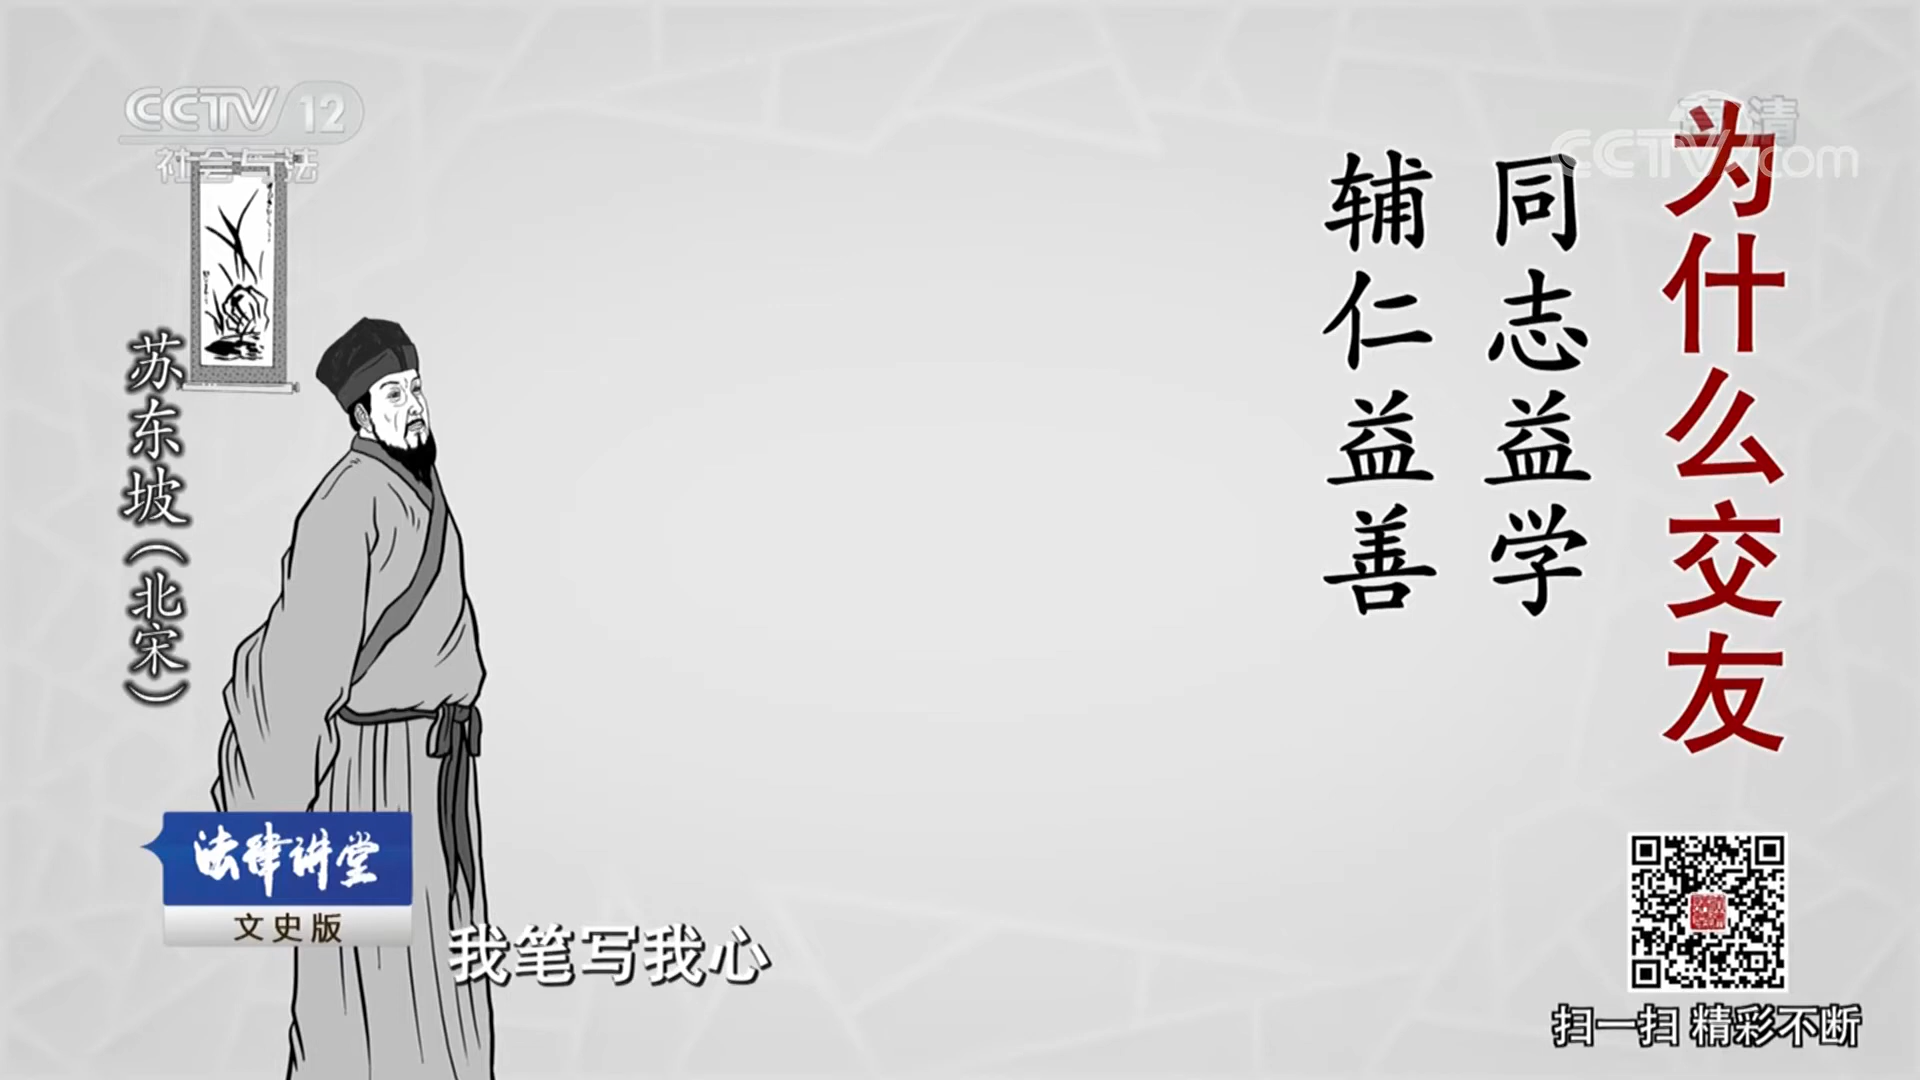 CCTV 12
社会与法
高清
CCTV.com
为什么交友
同志益学
辅仁益善
苏东坡（北宋）
法律讲堂
文史版
我笔写我心
扫一扫 精彩不断